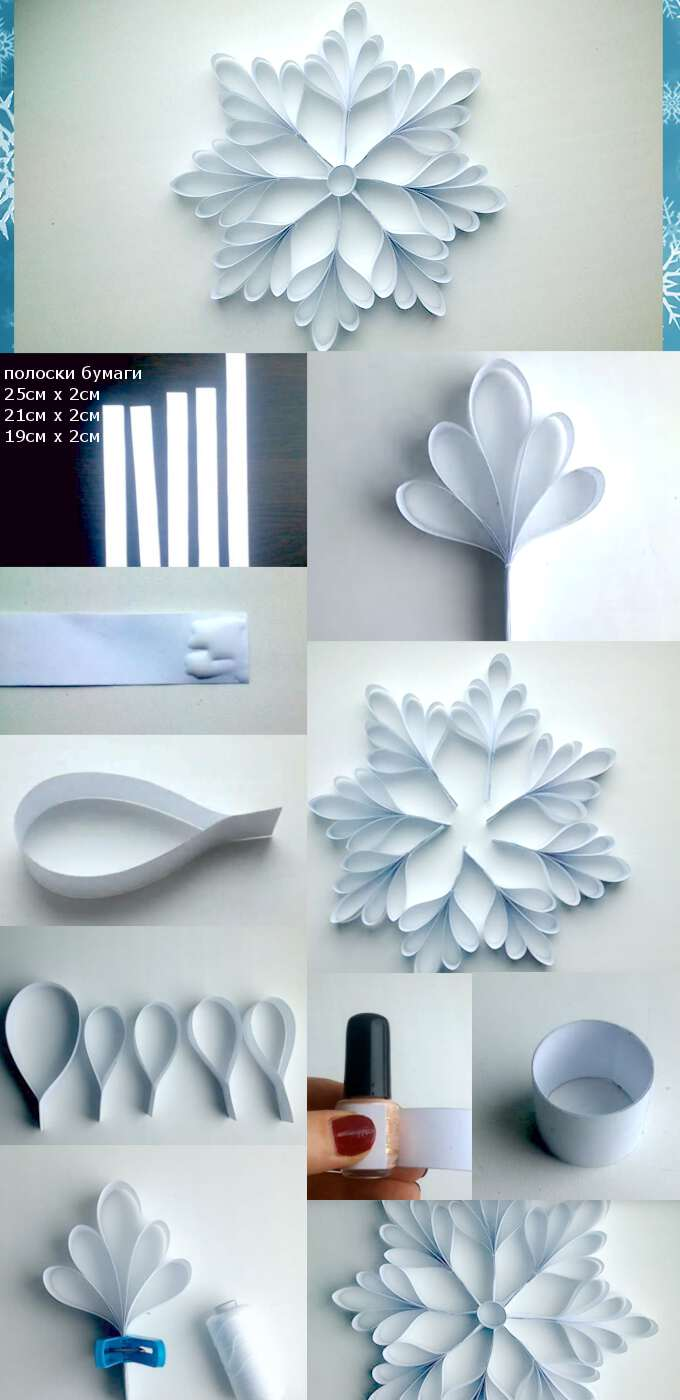 полоски бумаги
25см х 2см
21см х 2см
19см х 2см